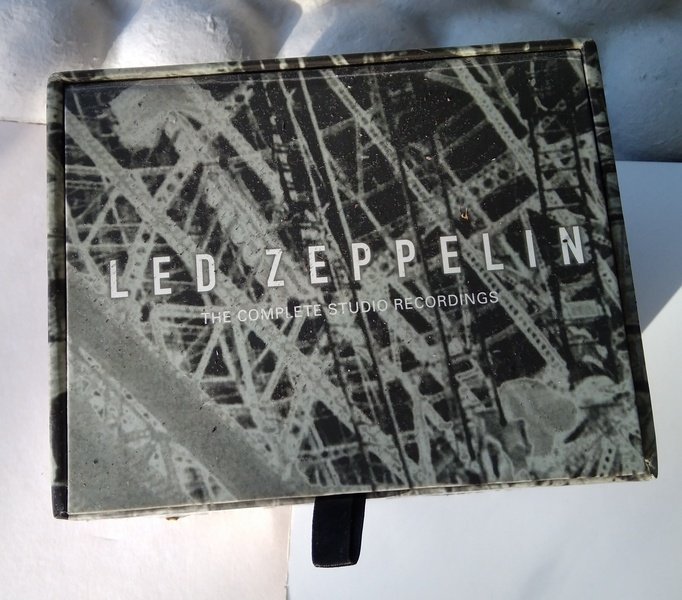 LED ZEPPELIN
THE COMPLETE STUDIO RECORDINGS